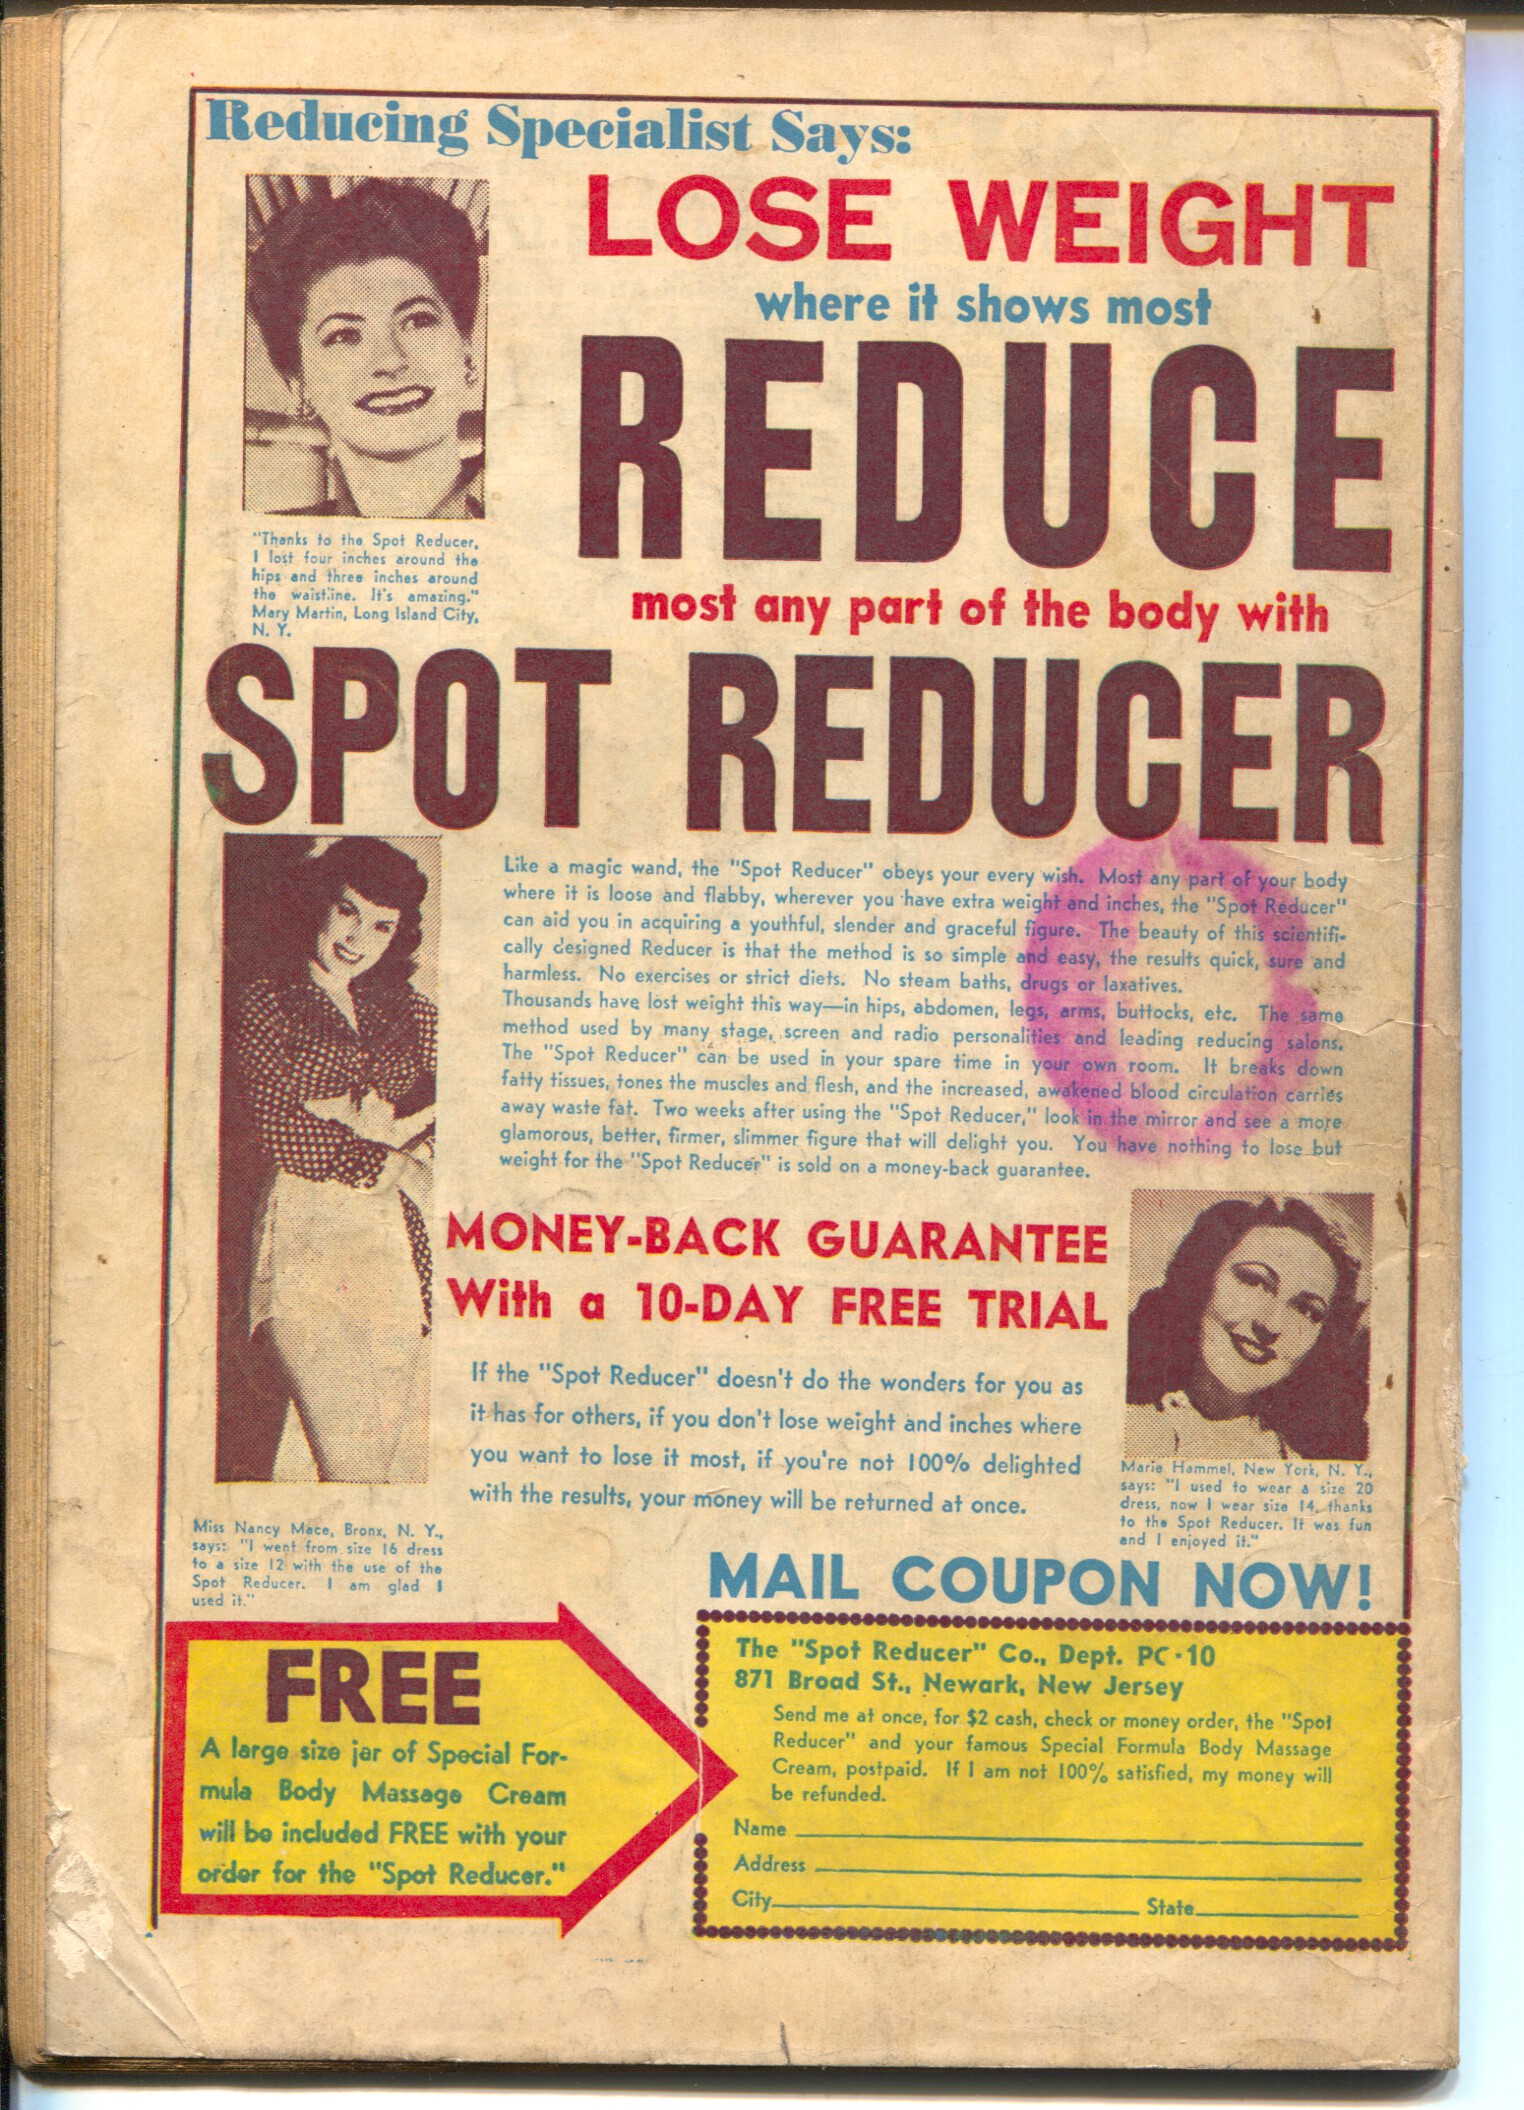 Reducing Specialist Says:
LOSE WEIGHT
where it shows most
REDUCE
most any part of the body with
SPOT REDUCER
"Thanks to the Spot Reducer,
I lost four inches around the
hips and three inches around
the waistline. It's amazing."
Mary Martin, Long Island City,
N. Y.
Like a magic wand, the "Spot Reducer" obeys your every wish. Most any part of your body
where it is loose and flabby, wherever you have extra weight and inches, the "Spot Reducer"
can aid you in acquiring a youthful, slender and graceful figure. The beauty of this scientifi-
cally designed Reducer is that the method is so simple and easy, the results quick, sure and
harmless. No exercises or strict diets. No steam baths, drugs or laxatives.
Thousands have lost weight this way—in hips, abdomen, legs, arms, buttocks, etc. The same
method used by many stage, screen and radio personalities and leading reducing salons.
The "Spot Reducer" can be used in your spare time in your own room. It breaks down
fatty tissues, tones the muscles and flesh, and the increased, awakened blood circulation carries
away waste fat. Two weeks after using the "Spot Reducer," look in the mirror and see a more
glamorous, better, firmer, slimmer figure that will delight you. You have nothing to lose but
weight for the "Spot Reducer" is sold on a money-back guarantee.
MONEY-BACK GUARANTEE
With a 10-DAY FREE TRIAL
If the "Spot Reducer" doesn't do the wonders for you as
it has for others, if you don't lose weight and inches where
you want to lose it most, if you're not 100% delighted
with the results, your money will be returned at once.
Marie Hammel, New York, N. Y.,
says: "I used to wear a size 20
dress, now I wear size 14, thanks
to the Spot Reducer. It was fun
and I enjoyed it."
Miss Nancy Mace, Bronx, N. Y.,
says: "I went from size 16 dress
to a size 12 with the use of the
Spot Reducer. I am glad I
used it."
MAIL COUPON NOW!
FREE
A large size jar of Special For-
mula Body Massage Cream
will be included FREE with your
order for the "Spot Reducer."
The "Spot Reducer" Co., Dept. PC-10
871 Broad St., Newark, New Jersey
Send me at once, for $2 cash, check or money order, the "Spot
Reducer" and your famous Special Formula Body Massage
Cream, postpaid. If I am not 100% satisfied, my money will
be refunded.
Name
Address
City State